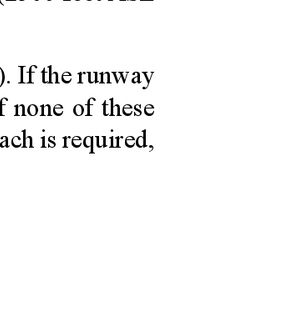 ). If the runway
f none of these
ach is required,